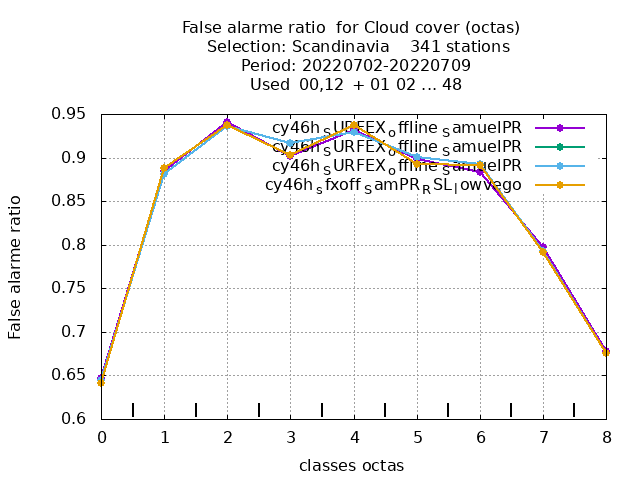 False alarme ratio for Cloud cover (octas)
Selection: Scandinavia 341 stations
Period: 20220702-20220709
Used 00,12 + 01 02 ... 48
0.95
0.9
0.85
0.8
0.75
0.7
0.65
0.6
False alarme ratio
cy46h_SURFEX_offline_SamuelPR
cy46h_SURFEX_offline_SamuelPR
cy46h_SURFEX_offline_SamuelPR
cy46h_sfxoff_SamPR_RSL_lowvego
0 1 2 3 4 5 6 7 8
classes octas